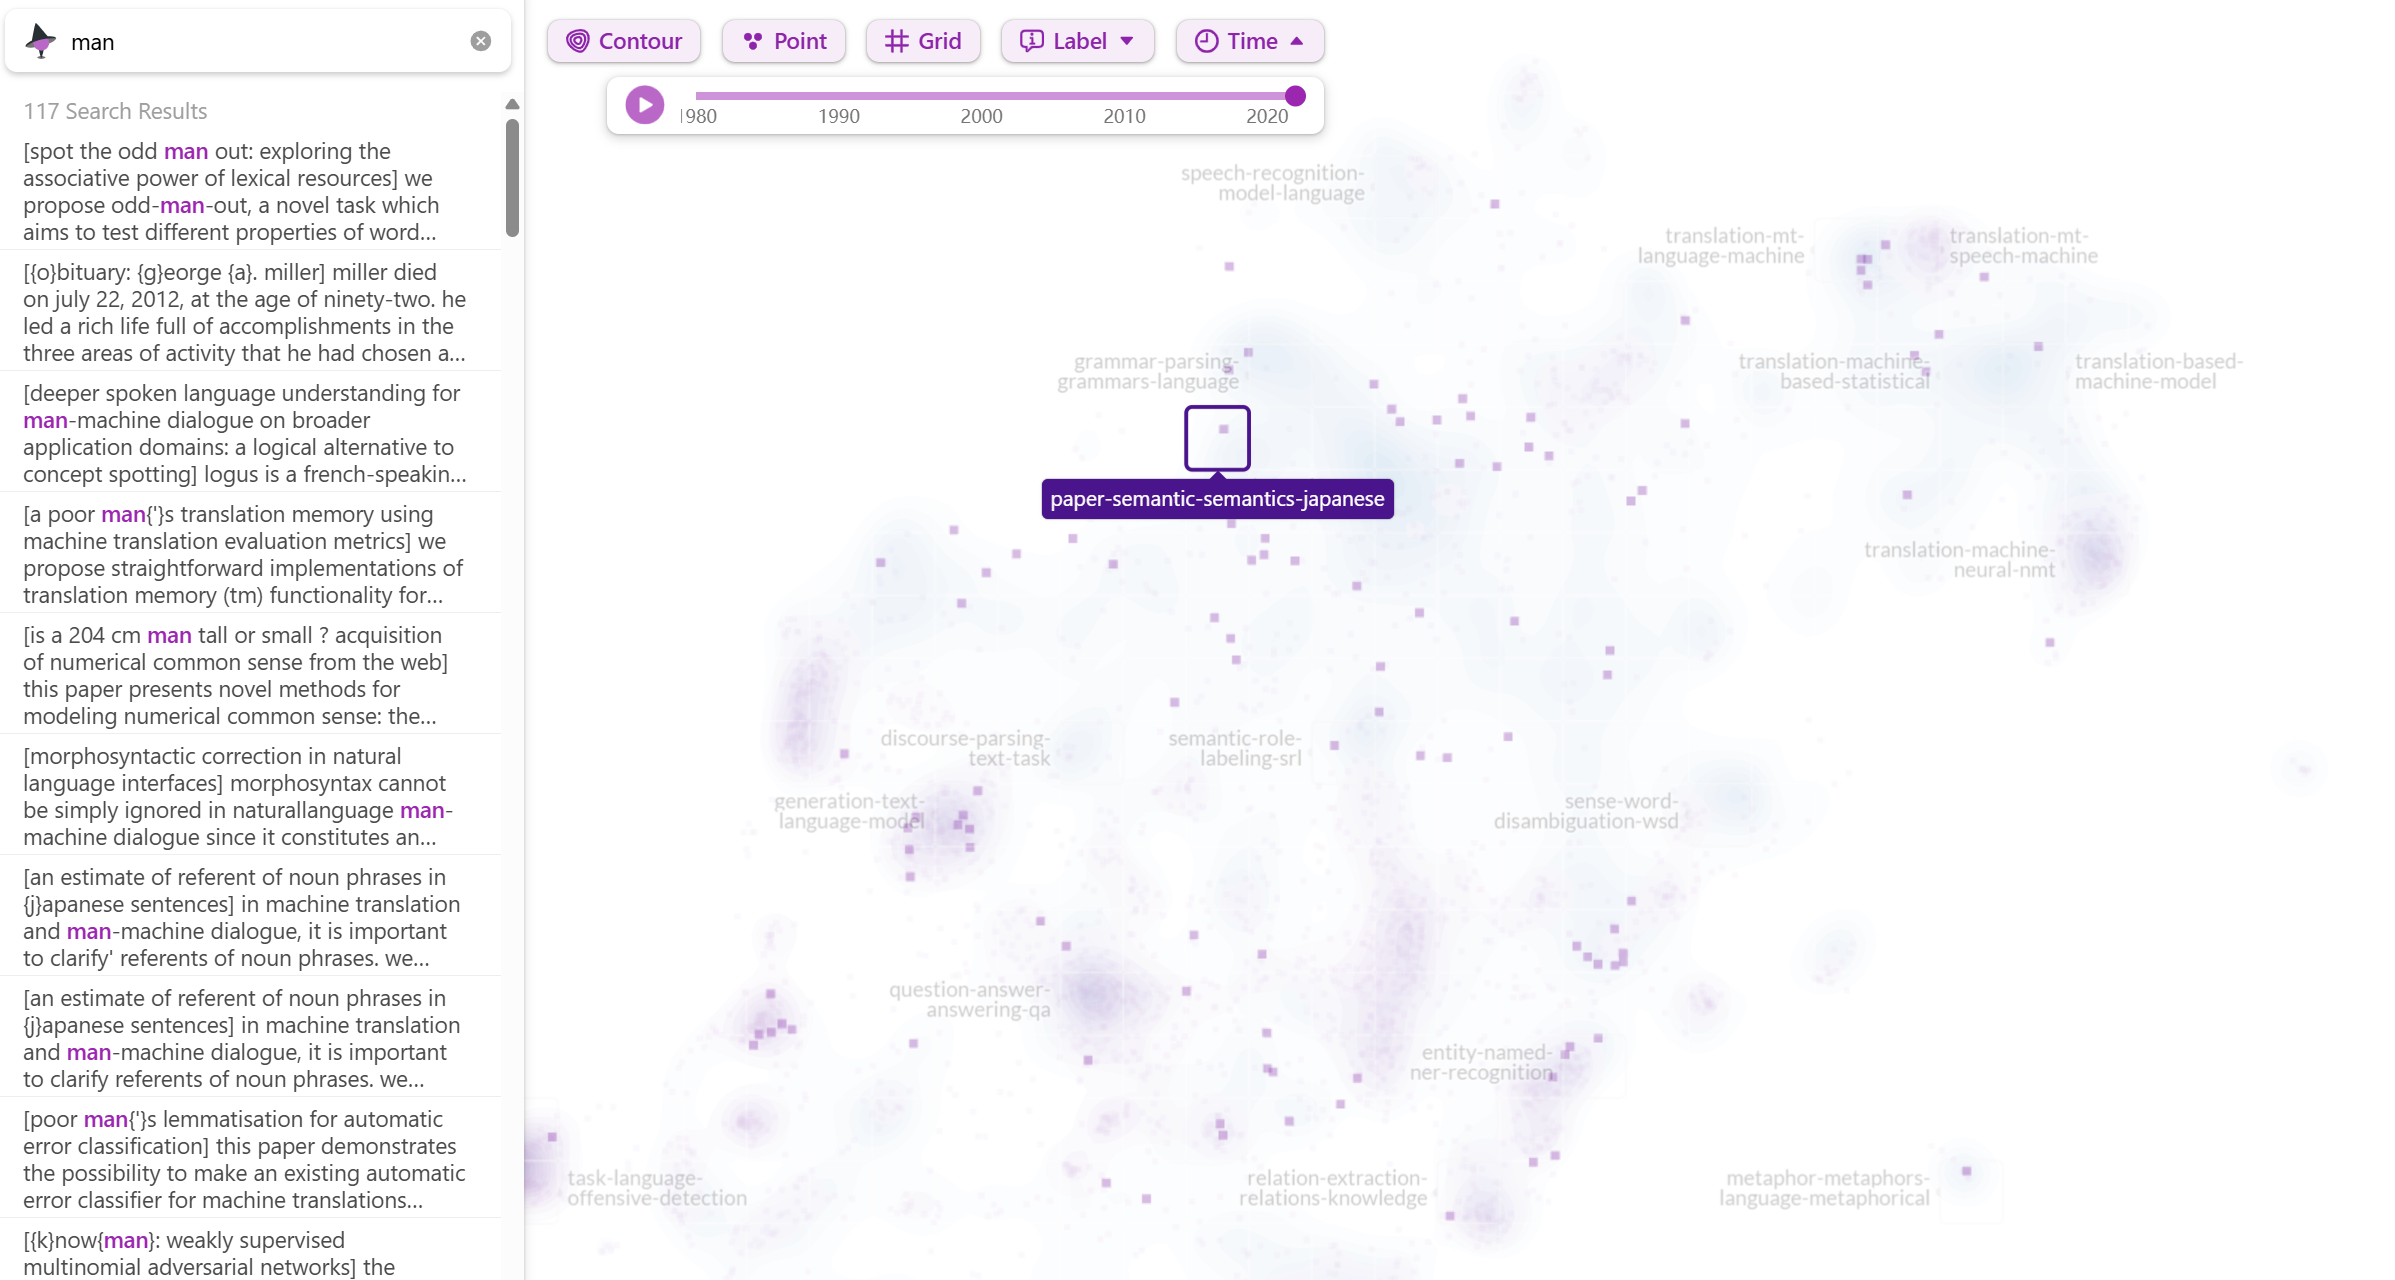 man
117 Search Results
[spot the odd man out: exploring the
associative power of lexical resources] we
propose odd-man-out, a novel task which
aims to test different properties of word...
[{o}bituary: {g}eorge {a}. miller] miller died
on july 22, 2012, at the age of ninety-two. he
led a rich life full of accomplishments in the
three areas of activity that he had chosen a...
[deeper spoken language understanding for
man-machine dialogue on broader
application domains: a logical alternative to
concept spotting] logus is a french-speakin...
[a poor man{'}s translation memory using
machine translation evaluation metrics] we
propose straightforward implementations of
translation memory (tm) functionality for...
[is a 204 cm man tall or small ? acquisition
of numerical common sense from the web]
this paper presents novel methods for
modeling numerical common sense: the...
[morphosyntactic correction in natural
language interfaces] morphosyntax cannot
be simply ignored in naturallanguage man-
machine dialogue since it constitutes an...
[an estimate of referent of noun phrases in
{j}apanese sentences] in machine translation
and man-machine dialogue, it is important
to clarify' referents of noun phrases. we...
[an estimate of referent of noun phrases in
{j}apanese sentences] in machine translation
and man-machine dialogue, it is important
to clarify referents of noun phrases. we...
[poor man{'}s lemmatisation for automatic
error classification] this paper demonstrates
the possibility to make an existing automatic
error classifier for machine translations...
[{k}now{man}: weakly supervised
multinomial adversarial networks] the
Contour Point Grid Label Time
1980 1990 2000 2010 2020
speech-recognition-
model-language
translation-mt-
language-machine
translation-mt-
speech-machine
grammar-parsing-
grammars-language
translation-machine-
based-statistical
translation-based-
machine-model
paper-semantic-semantics-japanese
translation-machine-
neural-nmt
discourse-parsing-
text-task
semantic-role-
labeling-srl
generation-text-
language-model
sense-word-
disambiguation-wsd
question-answer-
answering-qa
entity-named-
ner-recognition
task-language-
offensive-detection
relation-extraction-
relations-knowledge
metaphor-metaphors-
language-metaphorical